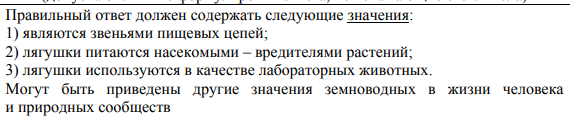 Правильный ответ должен содержать следующие значения:
1) являются звеньями пищевых цепей;
2) лягушки питаются насекомыми – вредителями растений;
3) лягушки используются в качестве лабораторных животных.
Могут быть приведены другие значения земноводных в жизни человека
и природных сообществ